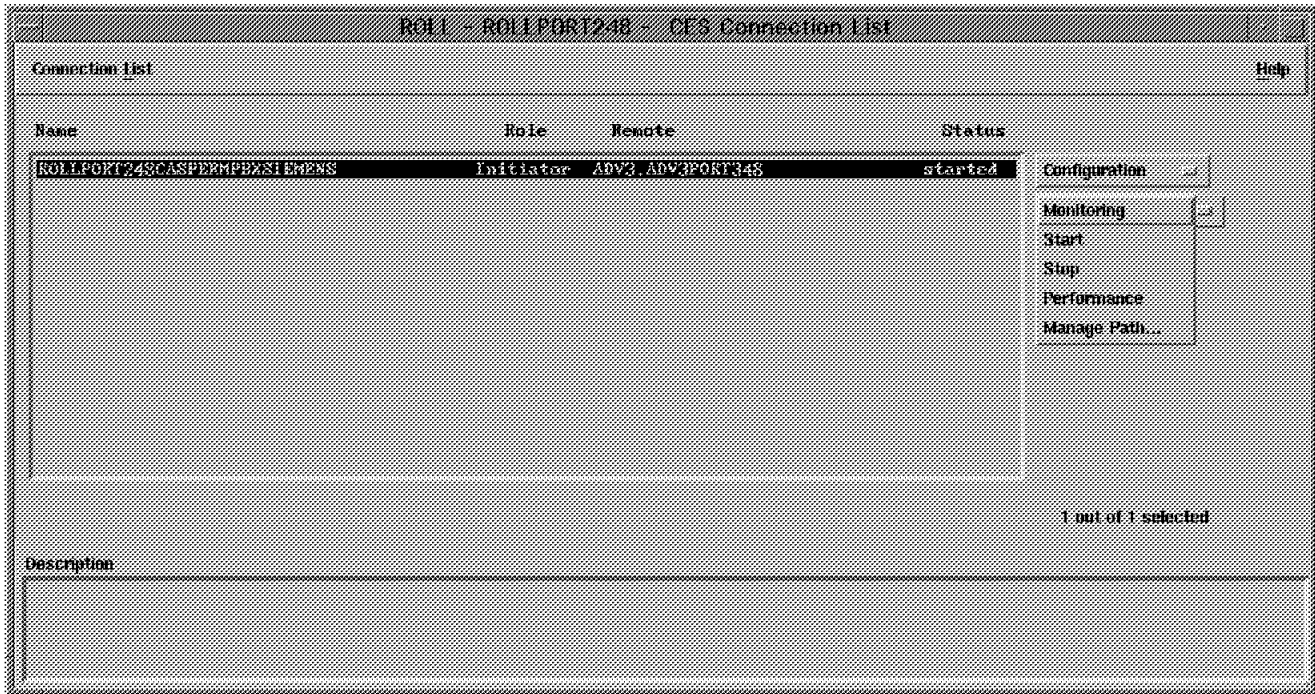 ROLL - ROLLPORT248 - CES Connection List
Connection List Help
Name Role Remote Status
ROLLPORT248CASPERMPBXSIEMENS Initiator ADV3.ADV3PORT348 started
Configuration
Monitoring
Start
Stop
Performance
Manage Path...
1 out of 1 selected
Description